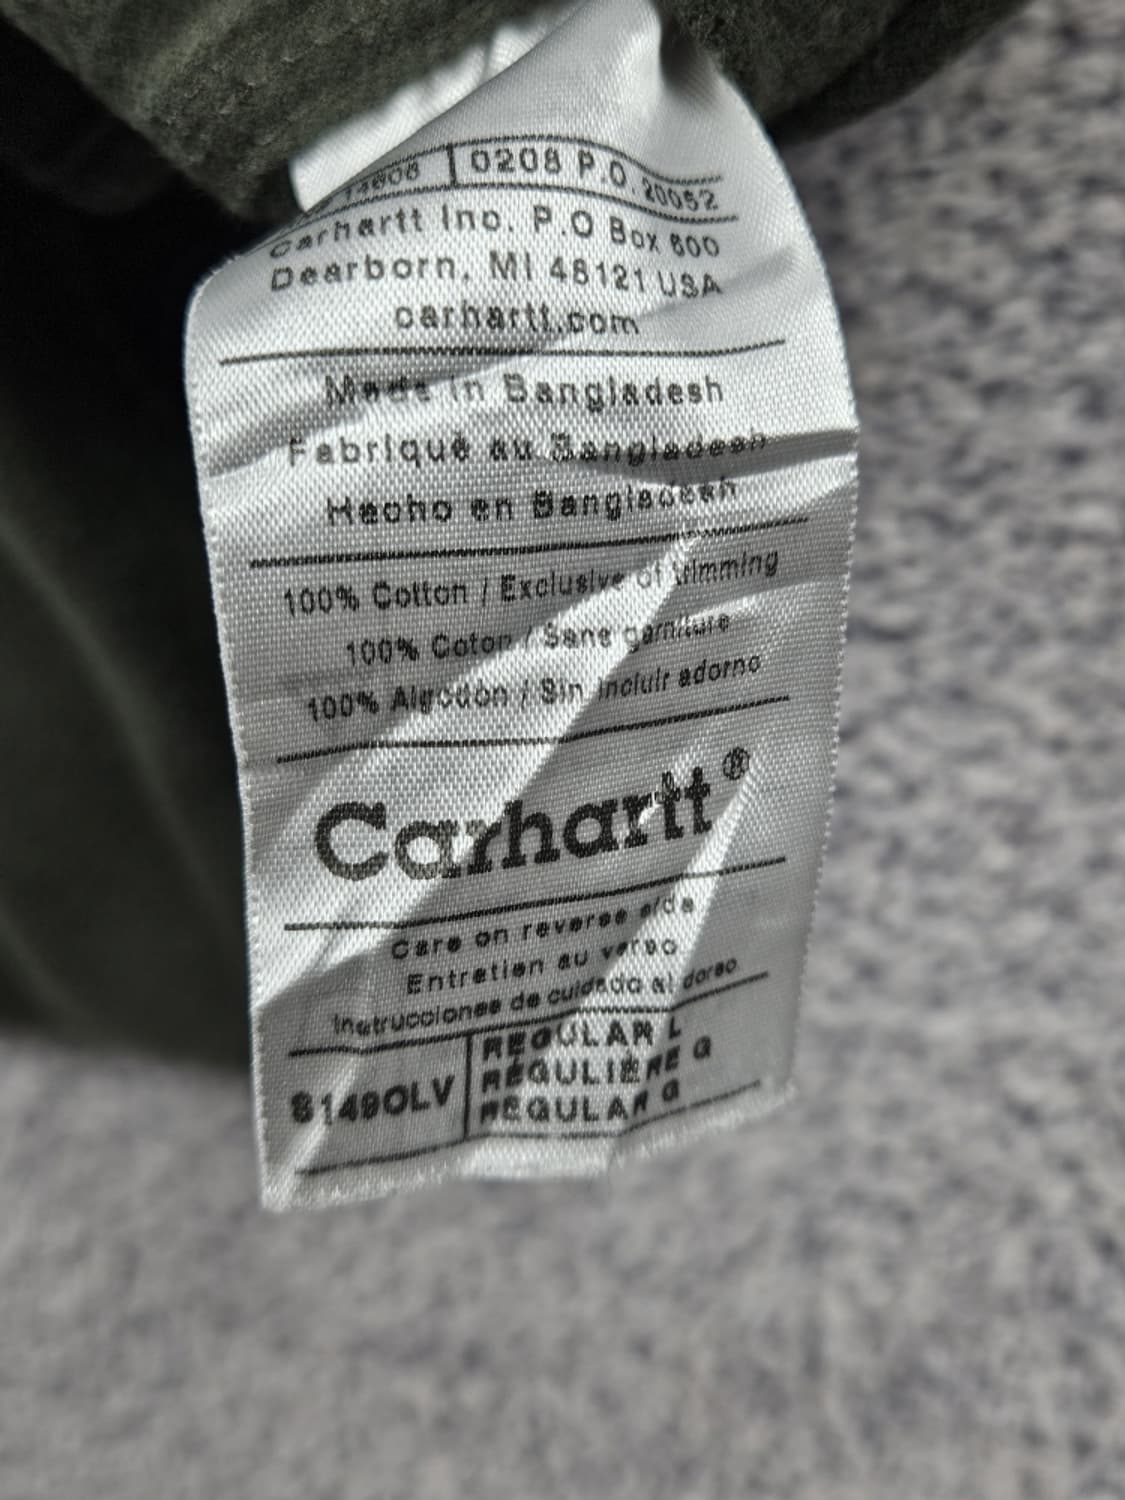 14806 0208 P.O. 20052
Carhartt Inc. P.O Box 600
Dearborn, MI 48121 USA
carhartt.com
Made in Bangladesh
Fabriqué au Bangladesh
Hecho en Bangladesh
100% Cotton / Exclusive of trimming
100% Coton / Sans garniture
100% Algodón / Sin incluir adorno
Carhartt®
Care on reverse side
Entretien au verso
Instrucciones de cuidado al dorso
REGULAR L
S149OLV RÉGULIÈRE G
REGULAR G